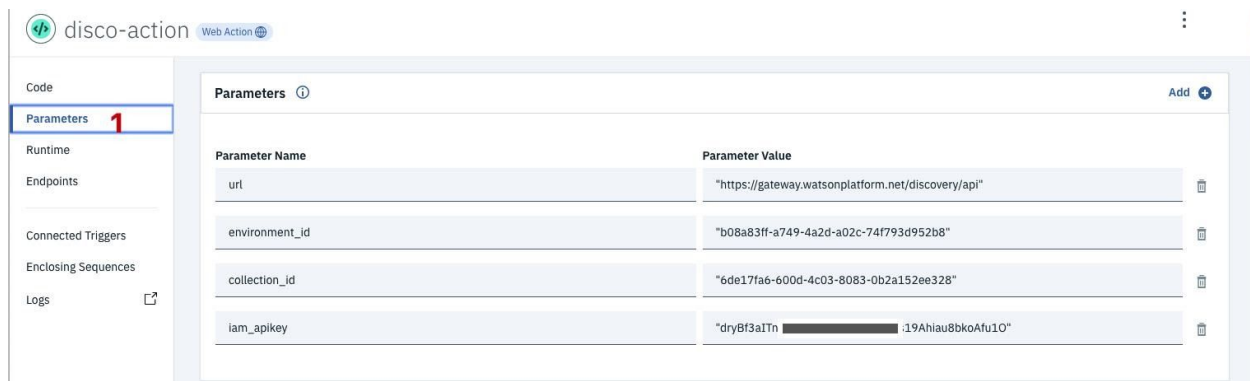 disco-action Web Action
Code
Parameters 1
Runtime
Endpoints
Connected Triggers
Enclosing Sequences
Logs
Parameters
Add
Parameter Name Parameter Value
url "https://gateway.watsonplatform.net/discovery/api"
environment_id "b08a83ff-a749-4a2d-a02c-74f793d952b8"
collection_id "6de17fa6-600d-4c03-8083-0b2a152ee328"
iam_apikey "dryBf3aITn :19Ahiau8bkoAfu1O"